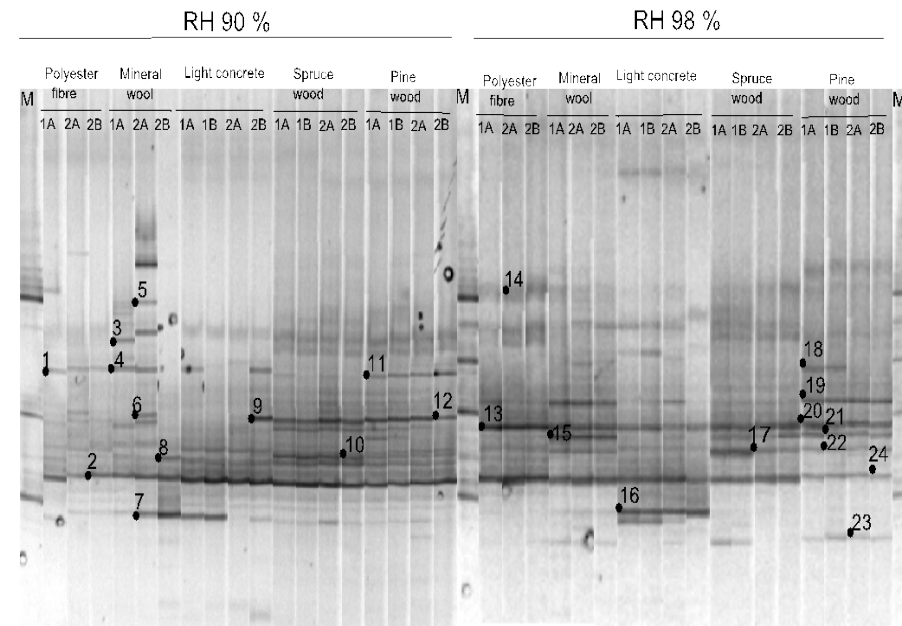 RH 90 %
RH 98 %
Polyester fibre
Mineral wool
Light concrete
Spruce wood
Pine wood
Polyester fibre
Mineral wool
Light concrete
Spruce wood
Pine wood
M 1A 2A 2B 1A 2A 2B 1A 1B 2A 2B 1A 1B 2A 2B 1A 1B 2A 2B
M 1A 2A 2B 1A 2A 2B 1A 1B 2A 2B 1A 1B 2A 2B 1A 1B 2A 2B M
1
2
3
4
5
6
7
8
9
10
11
12
13
14
15
16
17
18
19
20
21
22
23
24